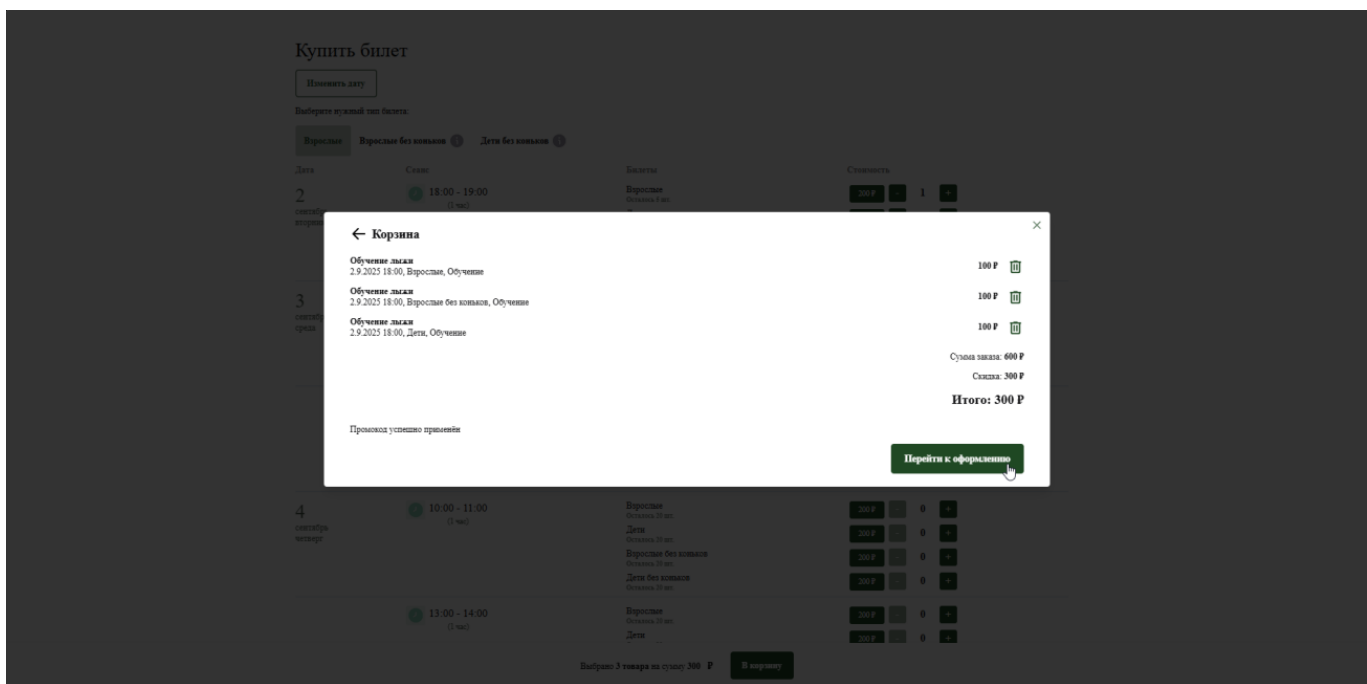 Купить билет
Изменить дату
Выберите нужный тип билета:
Взрослые Взрослые без коньков Дети без коньков
Дата Сеанс Билеты Стоимость
2 18:00 - 19:00 Взрослые 200 ₽ - 1 +
(1 час)
сентябрь
вторник
← Корзина ×
Обучение лыжи
2.9.2025 18:00, Взрослые, Обучение 100 ₽
Обучение лыжи
2.9.2025 18:00, Взрослые без коньков, Обучение 100 ₽
Обучение лыжи
2.9.2025 18:00, Дети, Обучение 100 ₽
3
сентябрь
среда
Сумма заказа: 600 ₽
Скидка: 300 ₽
Итого: 300 ₽
Промокод успешно применён
Перейти к оформлению
4 10:00 - 11:00 Взрослые 200 ₽ - 0 +
сентябрь (1 час)
четверг
Дети 200 ₽ - 0 +
Взрослые без коньков 200 ₽ - 0 +
Дети без коньков 200 ₽ - 0 +
13:00 - 14:00 Взрослые 200 ₽ - 0 +
(1 час)
Дети 200 ₽ - 0 +
Выбрано 3 товара на сумму 300 ₽ В корзину